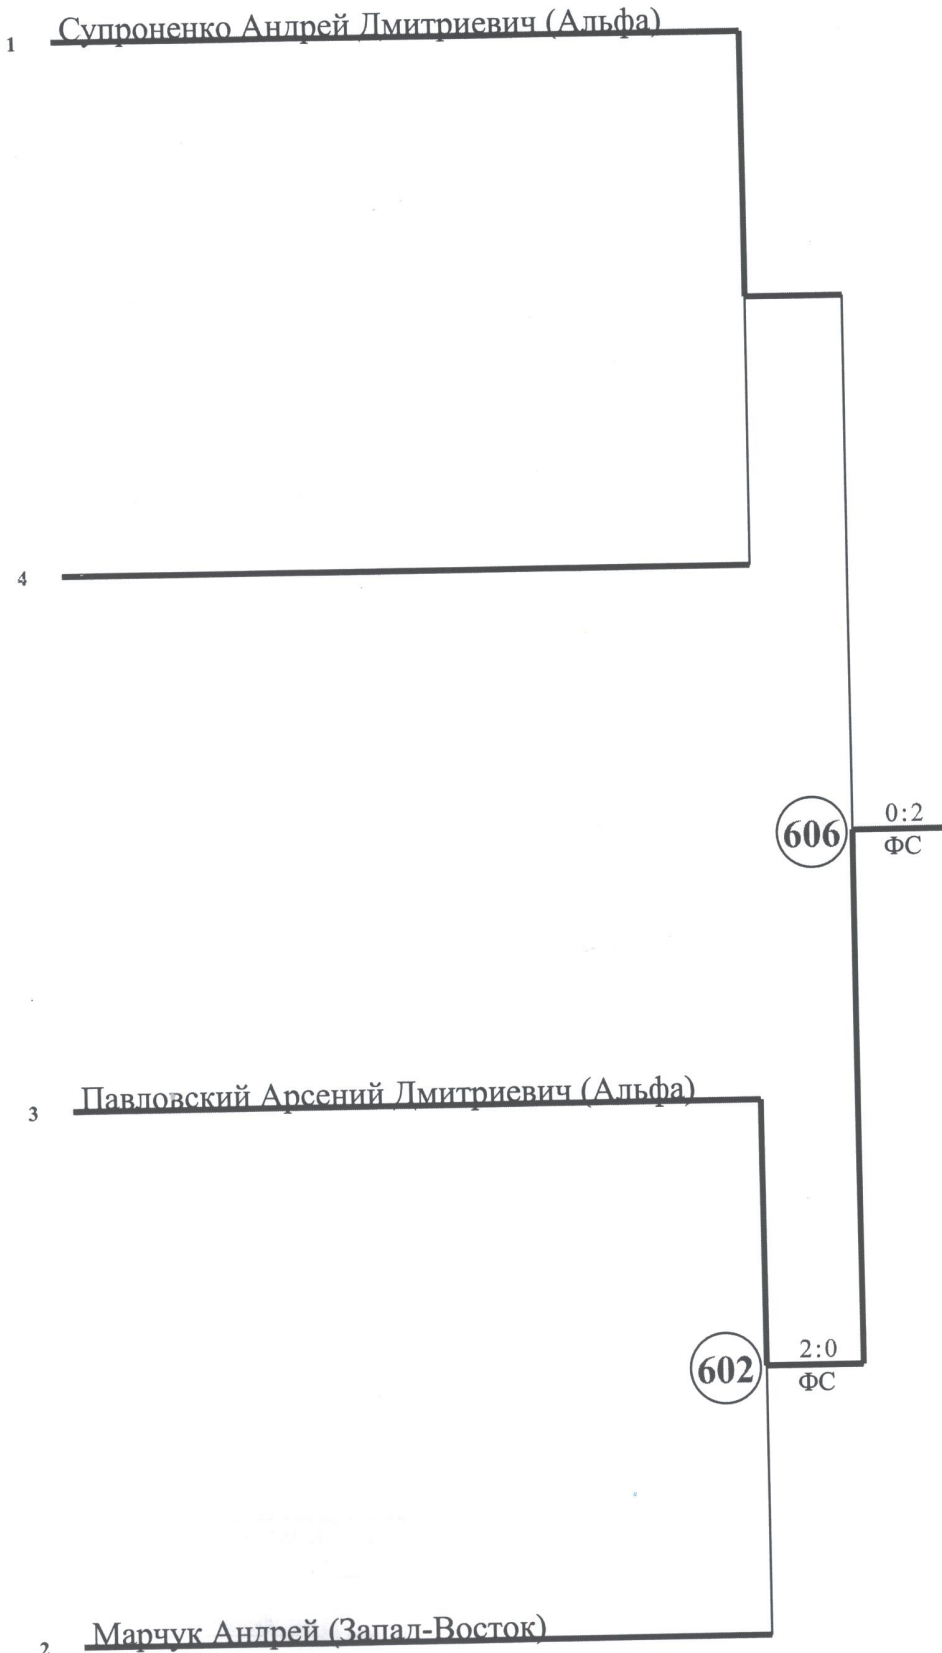 1 Супроненко Андрей Дмитриевич (Альфа)
4
606 0:2
ФС
3 Павловский Арсений Дмитриевич (Альфа)
602 2:0
ФС
2 Марчук Андрей (Запад-Восток)